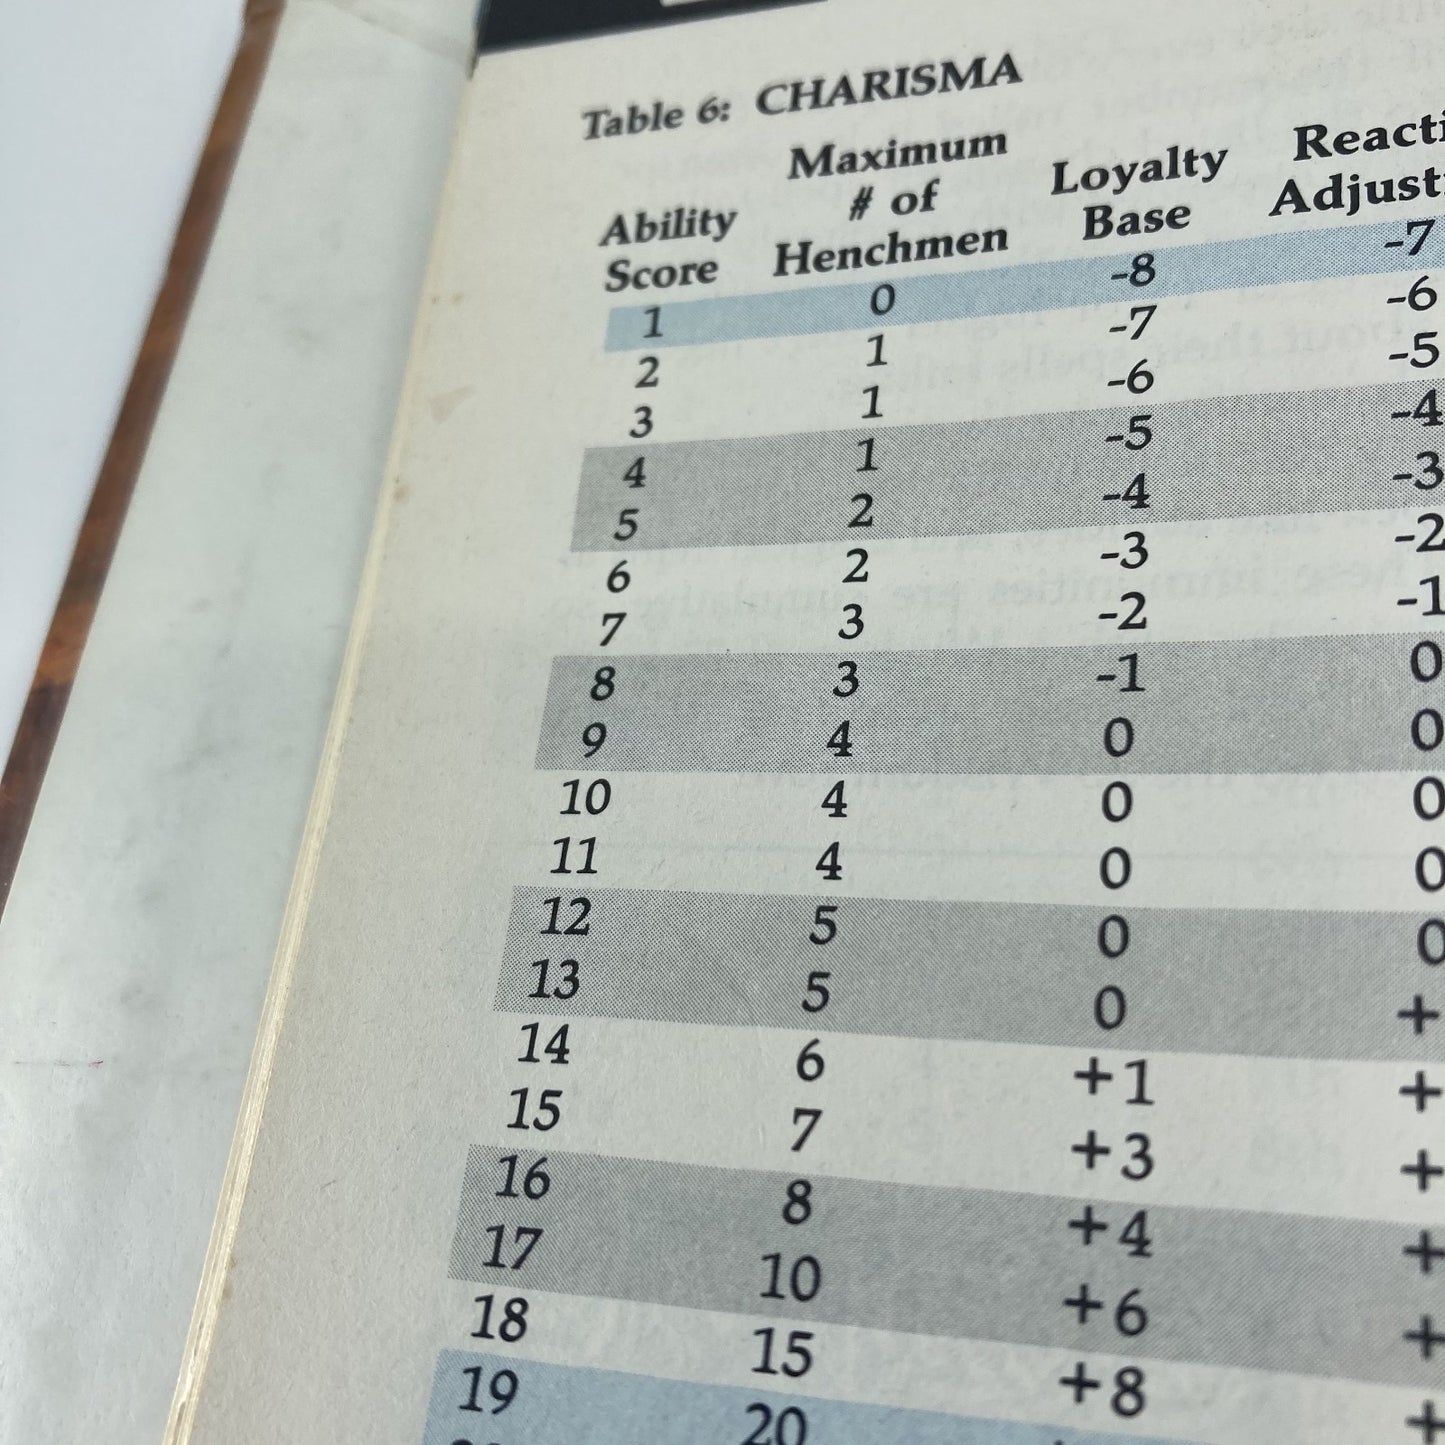 Table 6: CHARISMA
Ability Score Maximum # of Henchmen Loyalty Base
1 0 -8 -7
2 1 -7 -6
3 1 -6 -5
4 1 -5 -4
5 2 -4 -3
6 2 -3 -2
7 3 -2 -1
8 3 -1 0
9 4 0 0
10 4 0 0
11 4 0 0
12 5 0 0
13 5 0 +
14 6 +1 +
15 7 +3 +
16 8 +4 +
17 10 +6 +
18 15 +8 +
19 20